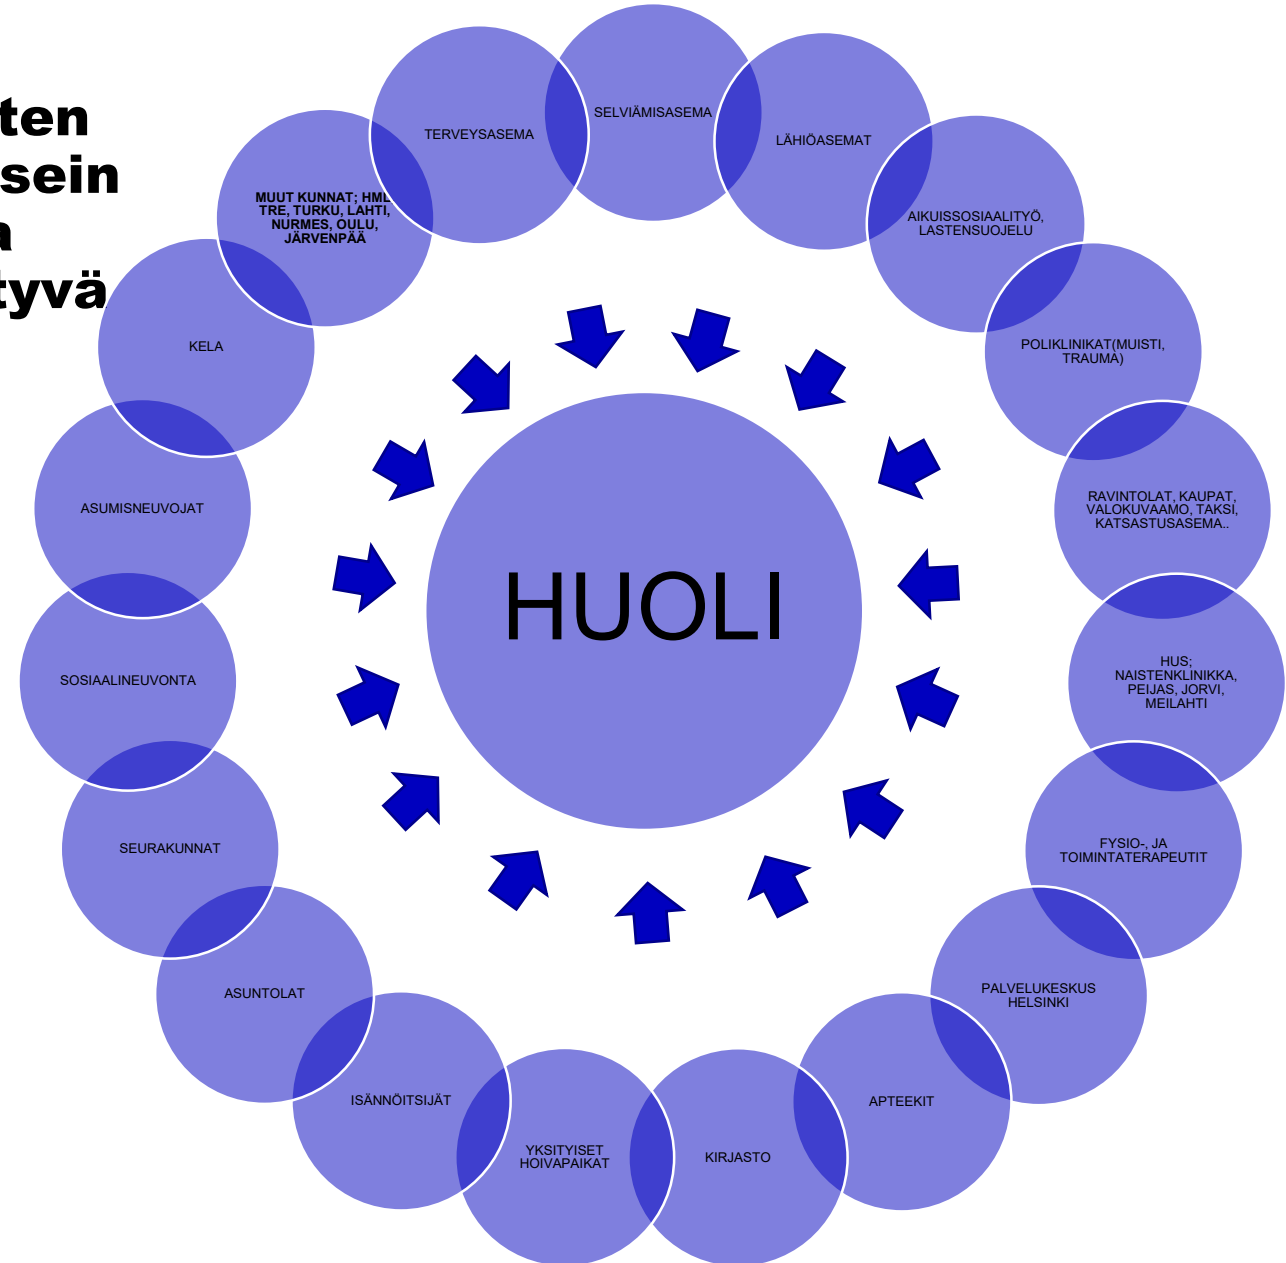 ten
sein
a
tyvä
SELVIÄMISASEMA
LÄHIÖASEMAT
AIKUISSOSIAALITYÖ,
LASTENSUOJELU
POLIKLINIKAT(MUISTI,
TRAUMA)
RAVINTOLAT, KAUPAT,
VALOKUVAAMO, TAKSI,
KATSASTUSASEMA..
HUS;
NAISTENKLINIKKA,
PEIJAS, JORVI,
MEILAHTI
FYSIO-, JA
TOIMINTATERAPEUTIT
PALVELUKESKUS
HELSINKI
APTEEKIT
KIRJASTO
YKSITYISET
HOIVAPAIKAT
ISÄNNÖITSIJÄT
ASUNTOLAT
SEURAKUNNAT
SOSIAALINEUVONTA
ASUMISNEUVOJAT
KELA
MUUT KUNNAT; HML
TRE, TURKU, LAHTI,
NURMES, OULU,
JÄRVENPÄÄ
TERVEYSASEMA
HUOLI